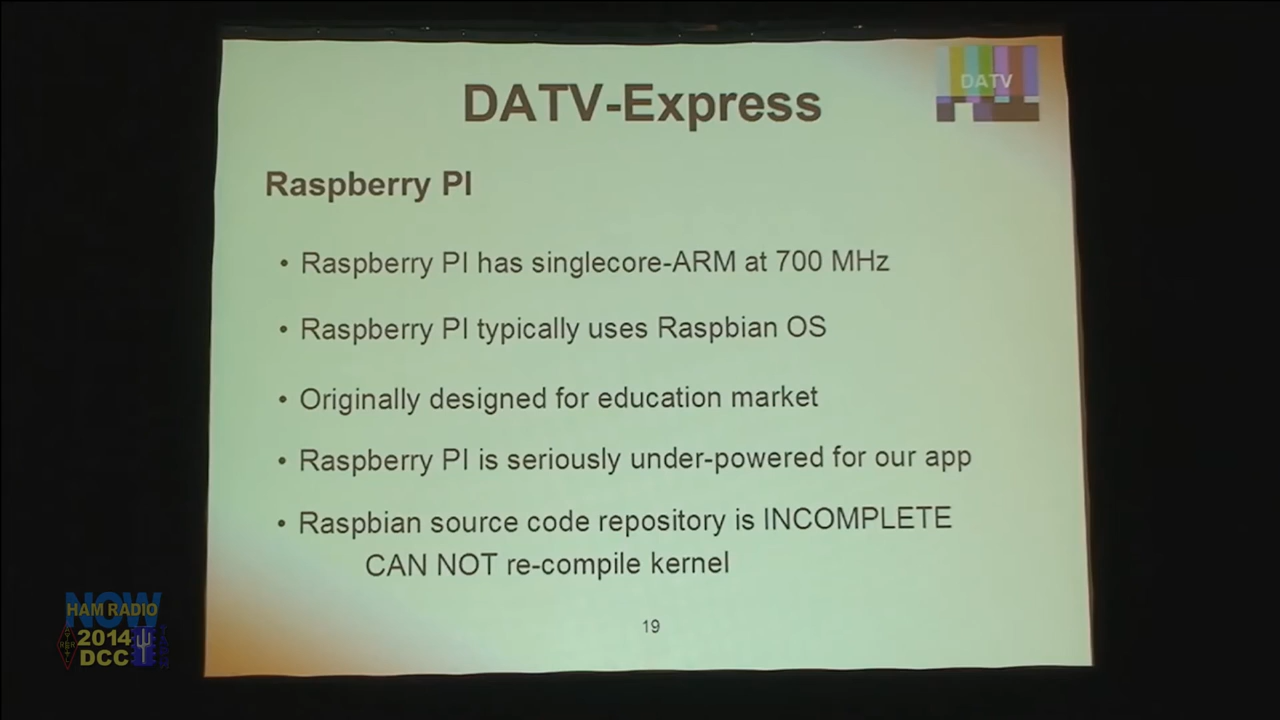 DATV-Express
DATV
Raspberry PI
• Raspberry PI has singlecore-ARM at 700 MHz
• Raspberry PI typically uses Raspbian OS
• Originally designed for education market
• Raspberry PI is seriously under-powered for our app
• Raspbian source code repository is INCOMPLETE
CAN NOT re-compile kernel
19
NOW
HAM RADIO
2014
DCC